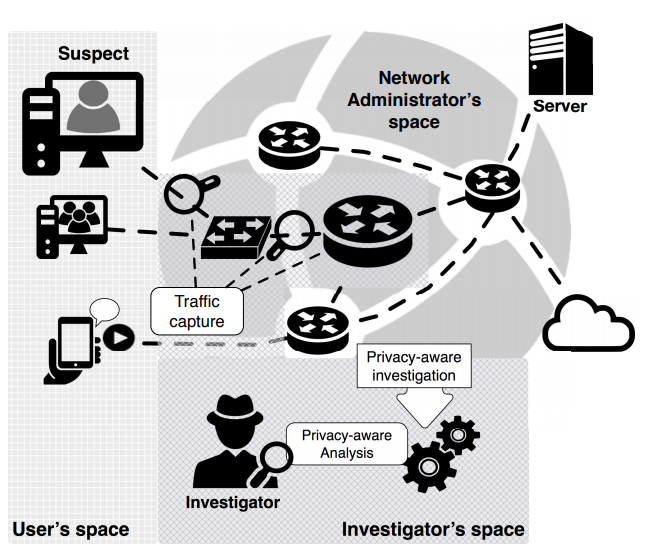 Suspect
Network
Administrator's
space
Server
Traffic
capture
Privacy-aware
investigation
Privacy-aware
Analysis
Investigator
User's space
Investigator's space